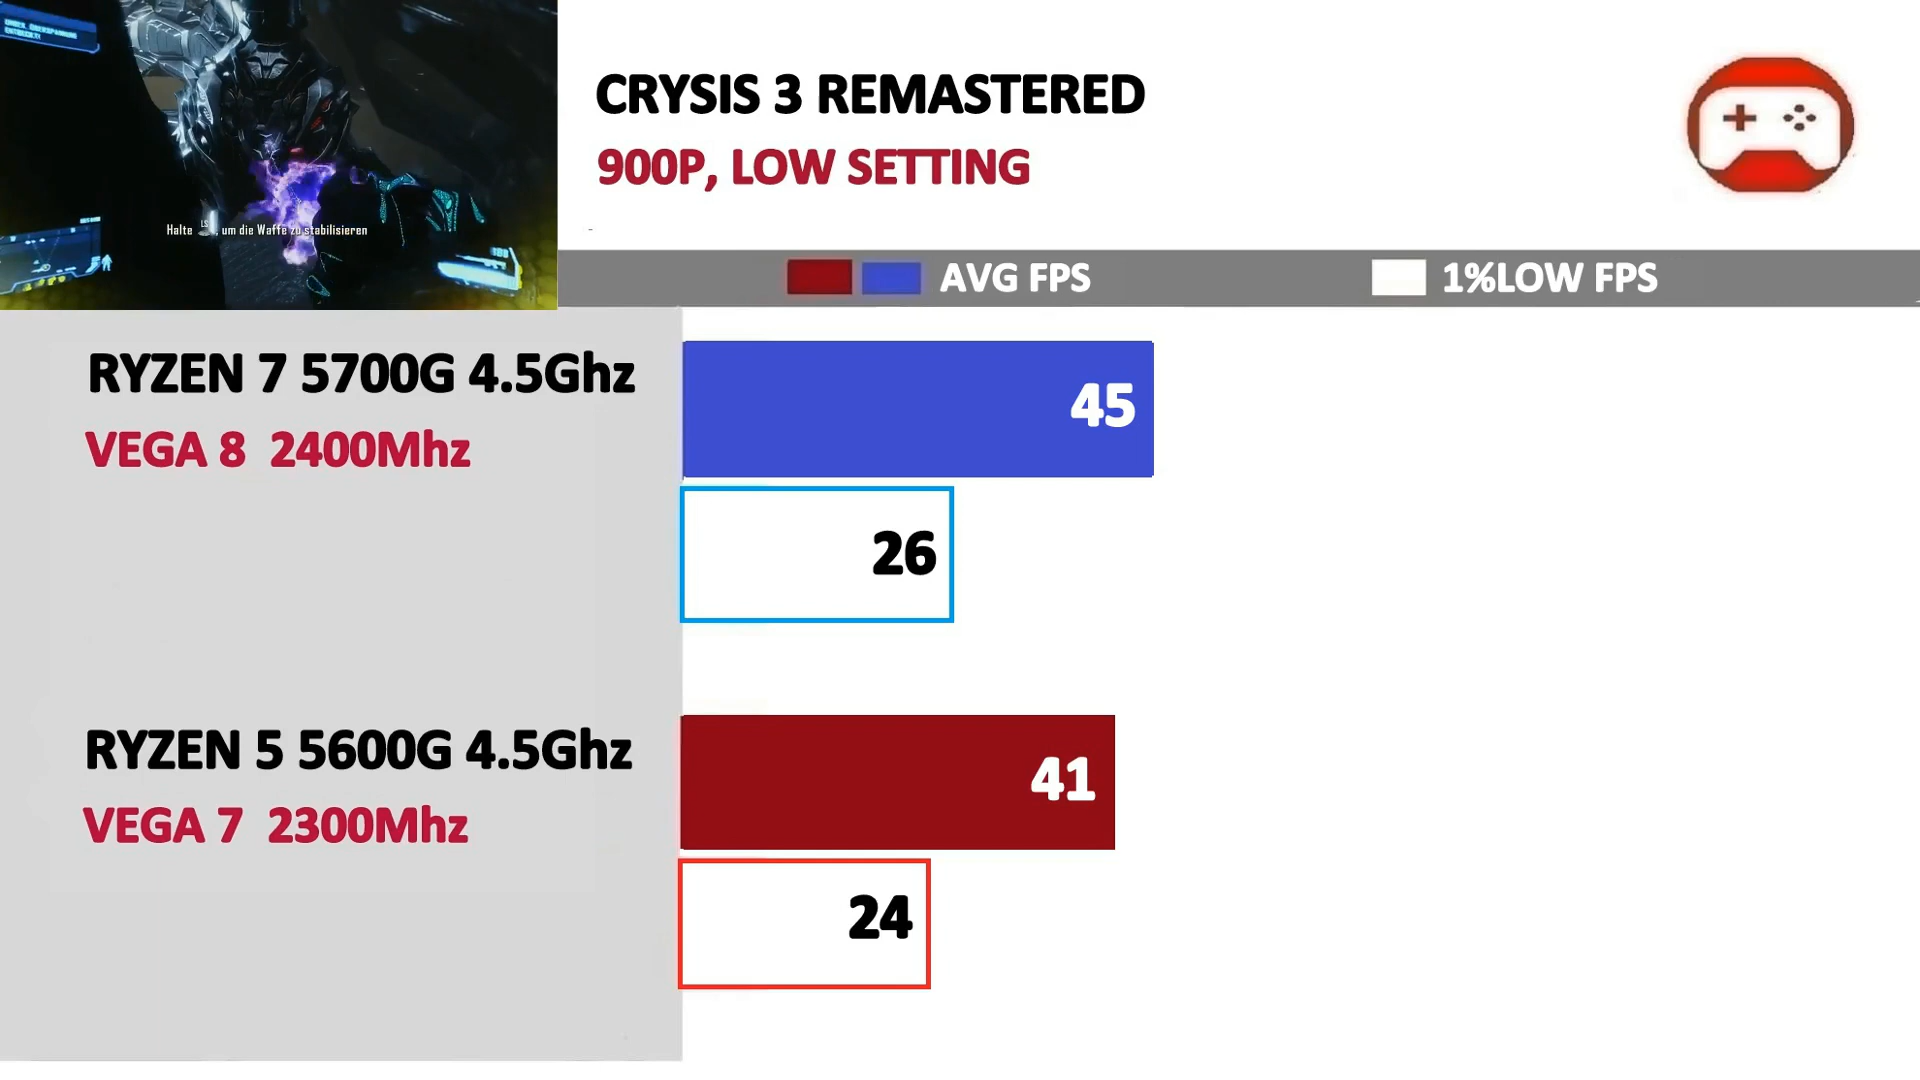 CRYSIS 3 REMASTERED
900P, LOW SETTING
Halte LS, um die Waffe zu stabilisieren
AVG FPS
1%LOW FPS
RYZEN 7 5700G 4.5Ghz
VEGA 8 2400Mhz
45
26
RYZEN 5 5600G 4.5Ghz
VEGA 7 2300Mhz
41
24